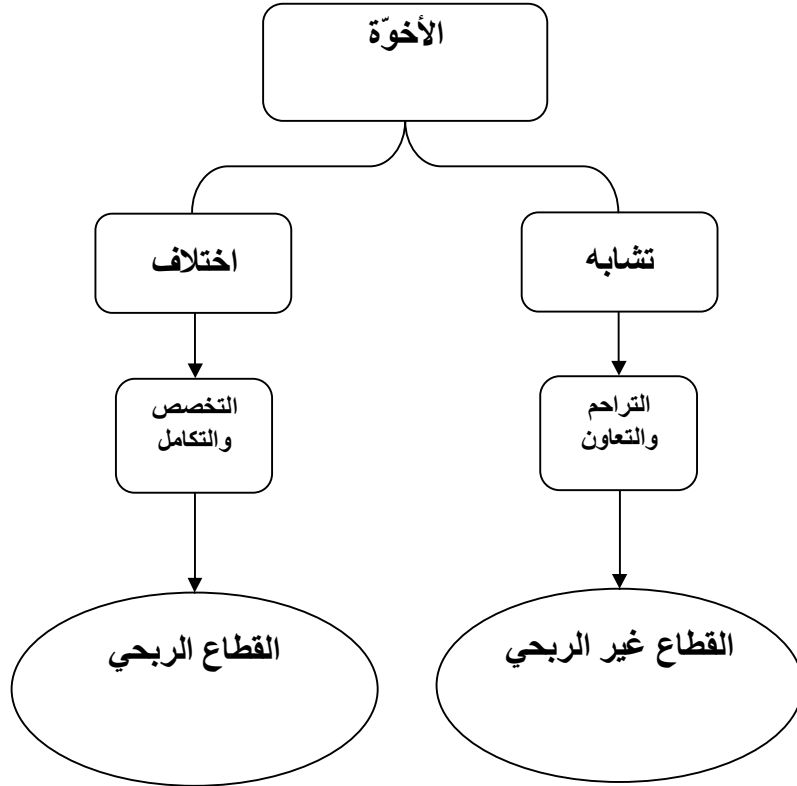 الأخوّة
تشابه
اختلاف
التراحم
والتعاون
التخصص
والتكامل
القطاع غير الربحي
القطاع الربحي